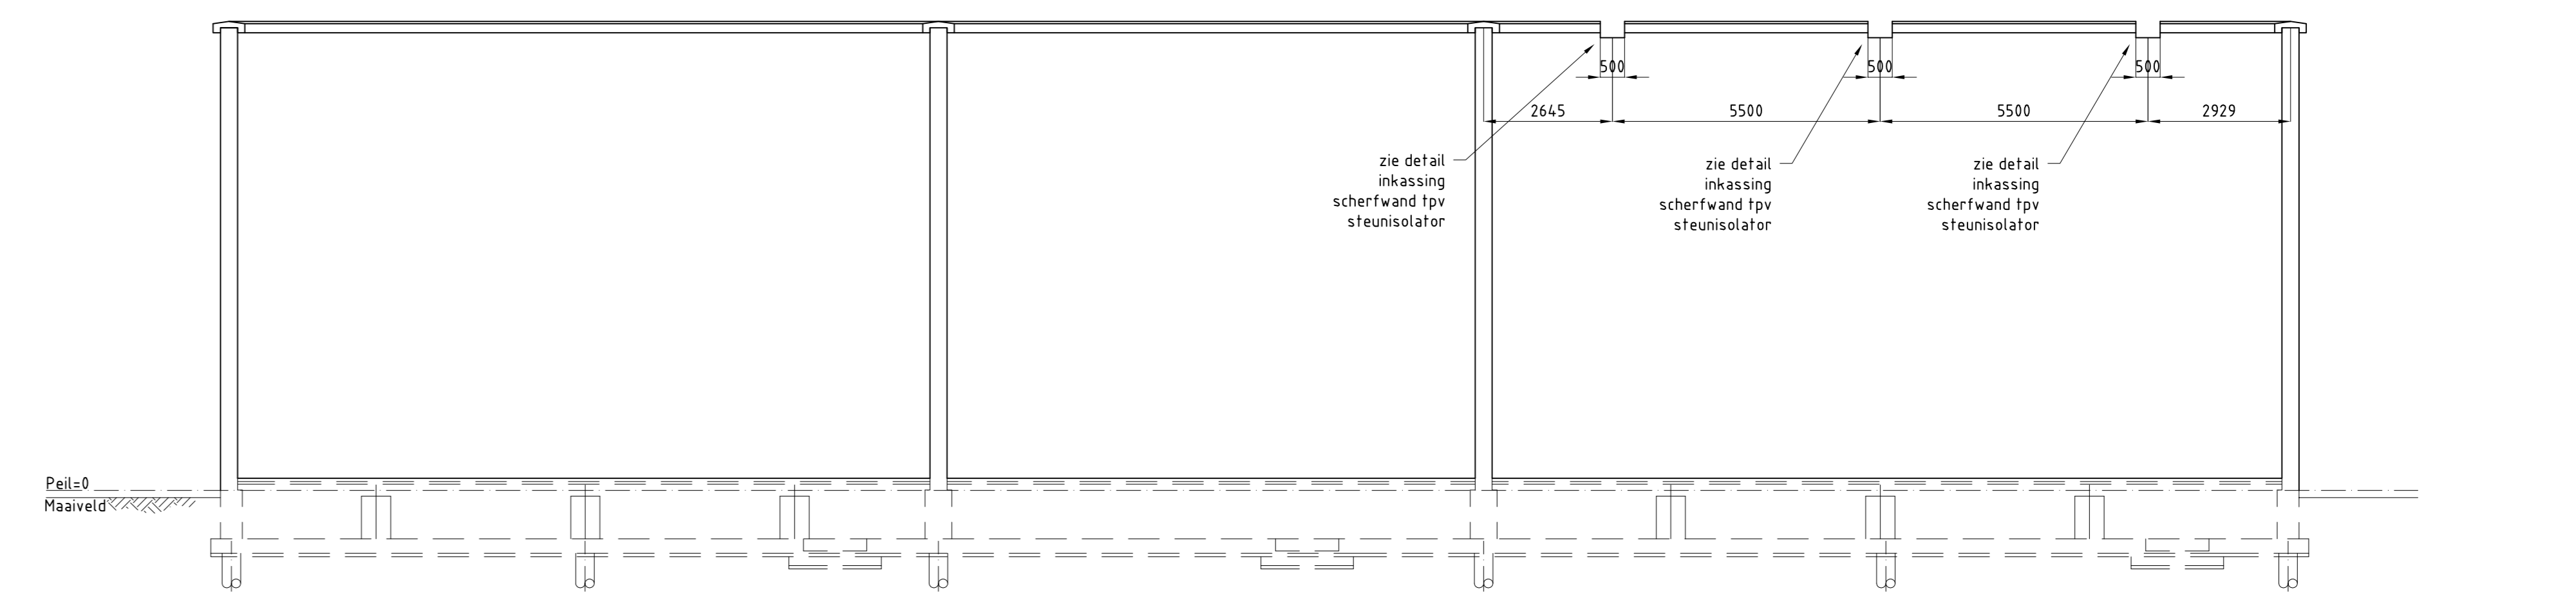 500
500
500
2645
5500
5500
2929
zie detail
inkassing
scherfwand tpv
steunisolator
zie detail
inkassing
scherfwand tpv
steunisolator
zie detail
inkassing
scherfwand tpv
steunisolator
Peil=0
Maaiveld